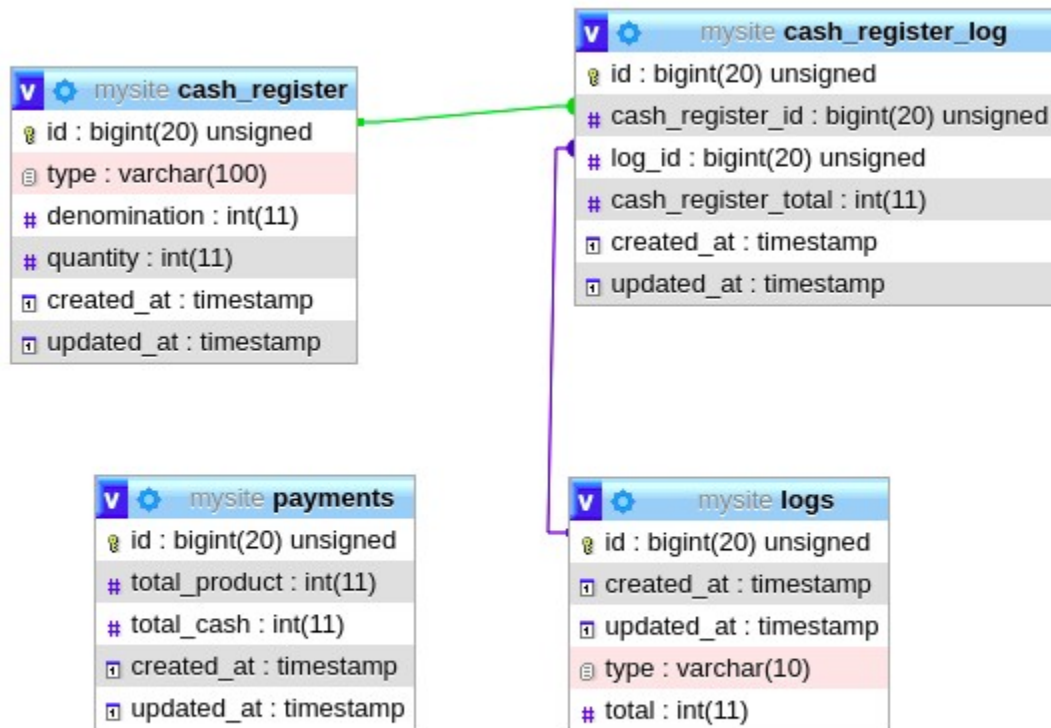 mysite cash_register
id : bigint(20) unsigned
type : varchar(100)
denomination : int(11)
quantity : int(11)
created_at : timestamp
updated_at : timestamp
mysite cash_register_log
id : bigint(20) unsigned
cash_register_id : bigint(20) unsigned
log_id : bigint(20) unsigned
cash_register_total : int(11)
created_at : timestamp
updated_at : timestamp
mysite payments
id : bigint(20) unsigned
total_product : int(11)
total_cash : int(11)
created_at : timestamp
updated_at : timestamp
mysite logs
id : bigint(20) unsigned
created_at : timestamp
updated_at : timestamp
type : varchar(10)
total : int(11)